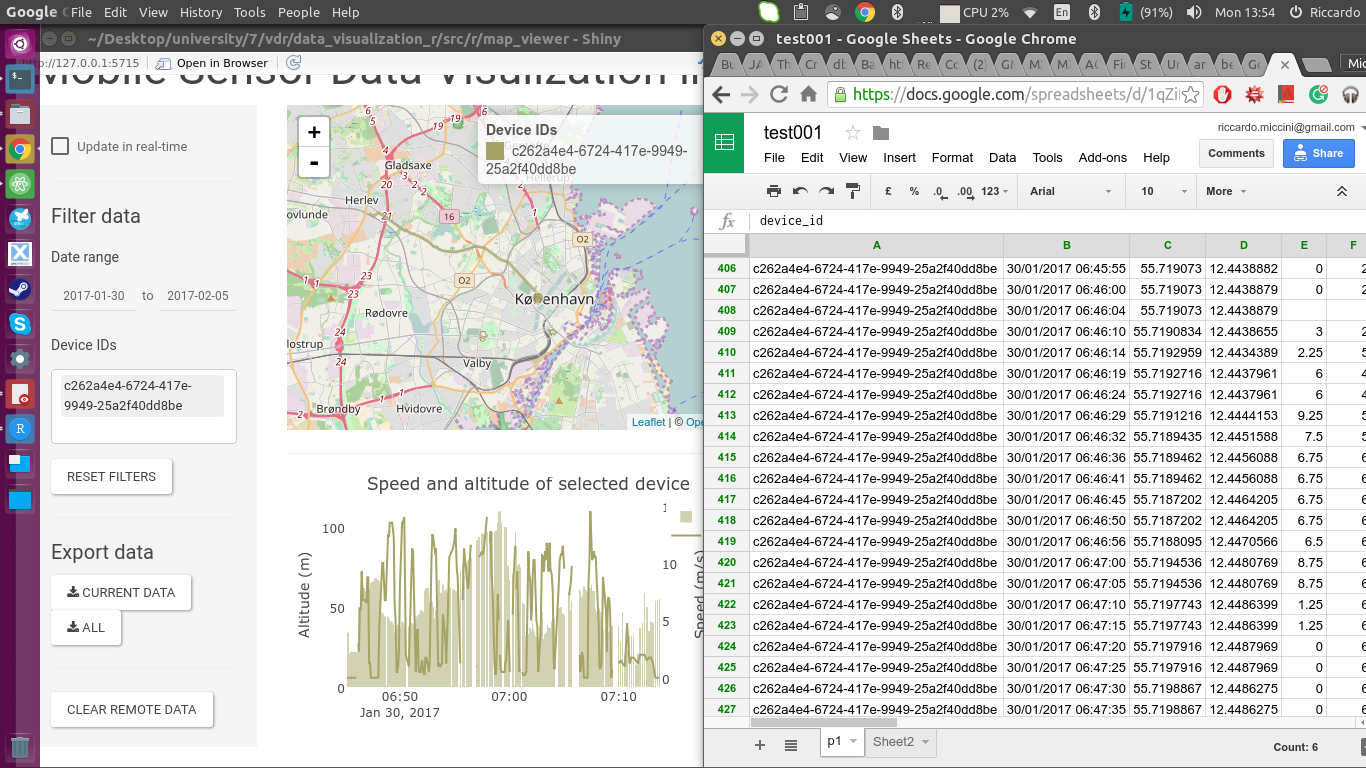 Google File Edit View History Tools People Help
En (91%) CPU 2% Mon 13:54 Riccardo
~/Desktop/university/7/vdr/data_visualization_r/src/r/map_viewer - Shiny
http://127.0.0.1:5715 Open in Browser
Mobile Sensor Data Visualization
Update in real-time
Filter data
Date range
2017-01-30 to 2017-02-05
Device IDs
c262a4e4-6724-417e-
9949-25a2f40dd8be
RESET FILTERS
Export data
CURRENT DATA
ALL
CLEAR REMOTE DATA
+
-
Device IDs
c262a4e4-6724-417e-9949-
25a2f40dd8be
Gladsaxe
Hellerup
Herlev
ovlunde
16
19
19
20
21
23
23
24
24
O2
O2
København
Rødovre
lostrup
Valby
Brøndby
Hvidovre
Leaflet | © Ope
Speed and altitude of selected device
Altitude (m)
100
50
0
10
5
0
Speed (m/s)
06:50 07:00 07:10
Jan 30, 2017
test001 - Google Sheets - Google Chrome
Bu JA Th Cr dt Ba ht Re Co (2 GI M M AC Fi St Ur an be Go Mic
https://docs.google.com/spreadsheets/d/1qZi
test001
riccardo.miccini@gmail.com
File Edit View Insert Format Data Tools Add-ons Help
Comments
Share
£ % .0 .00 123 Arial 10 More
fx device_id
A B C D E F
406 c262a4e4-6724-417e-9949-25a2f40dd8be 30/01/2017 06:45:55 55.719073 12.4438882 0 2
407 c262a4e4-6724-417e-9949-25a2f40dd8be 30/01/2017 06:46:00 55.719073 12.4438879 0 2
408 c262a4e4-6724-417e-9949-25a2f40dd8be 30/01/2017 06:46:04 55.719073 12.4438879
409 c262a4e4-6724-417e-9949-25a2f40dd8be 30/01/2017 06:46:10 55.7190634 12.4438635 3 2
410 c262a4e4-6724-417e-9949-25a2f40dd8be 30/01/2017 06:46:14 55.7192959 12.4434389 2.25 5
411 c262a4e4-6724-417e-9949-25a2f40dd8be 30/01/2017 06:46:19 55.7192716 12.4437961 6 4
412 c262a4e4-6724-417e-9949-25a2f40dd8be 30/01/2017 06:46:24 55.7192716 12.4437961 6 4
413 c262a4e4-6724-417e-9949-25a2f40dd8be 30/01/2017 06:46:29 55.7191216 12.4444153 9.25 5
414 c262a4e4-6724-417e-9949-25a2f40dd8be 30/01/2017 06:46:32 55.7189435 12.4451588 7.5 5
415 c262a4e4-6724-417e-9949-25a2f40dd8be 30/01/2017 06:46:36 55.7189462 12.4456088 6.75 6
416 c262a4e4-6724-417e-9949-25a2f40dd8be 30/01/2017 06:46:41 55.7189462 12.4456088 6.75 6
417 c262a4e4-6724-417e-9949-25a2f40dd8be 30/01/2017 06:46:45 55.7187202 12.4464205 6.75 6
418 c262a4e4-6724-417e-9949-25a2f40dd8be 30/01/2017 06:46:50 55.7187202 12.4464205 6.75 6
419 c262a4e4-6724-417e-9949-25a2f40dd8be 30/01/2017 06:46:56 55.7188095 12.4470566 6.5 6
420 c262a4e4-6724-417e-9949-25a2f40dd8be 30/01/2017 06:47:00 55.7194536 12.4480769 8.75 6
421 c262a4e4-6724-417e-9949-25a2f40dd8be 30/01/2017 06:47:05 55.7194536 12.4480769 8.75 6
422 c262a4e4-6724-417e-9949-25a2f40dd8be 30/01/2017 06:47:10 55.7197743 12.4486399 1.25 6
423 c262a4e4-6724-417e-9949-25a2f40dd8be 30/01/2017 06:47:15 55.7197743 12.4486399 1.25 6
424 c262a4e4-6724-417e-9949-25a2f40dd8be 30/01/2017 06:47:20 55.7197916 12.4487969 0 6
425 c262a4e4-6724-417e-9949-25a2f40dd8be 30/01/2017 06:47:25 55.7197916 12.4487969 0 6
426 c262a4e4-6724-417e-9949-25a2f40dd8be 30/01/2017 06:47:30 55.7198867 12.4486275 0 6
427 c262a4e4-6724-417e-9949-25a2f40dd8be 30/01/2017 06:47:35 55.7198867 12.4486275 0 6
p1 Sheet2 Count: 6